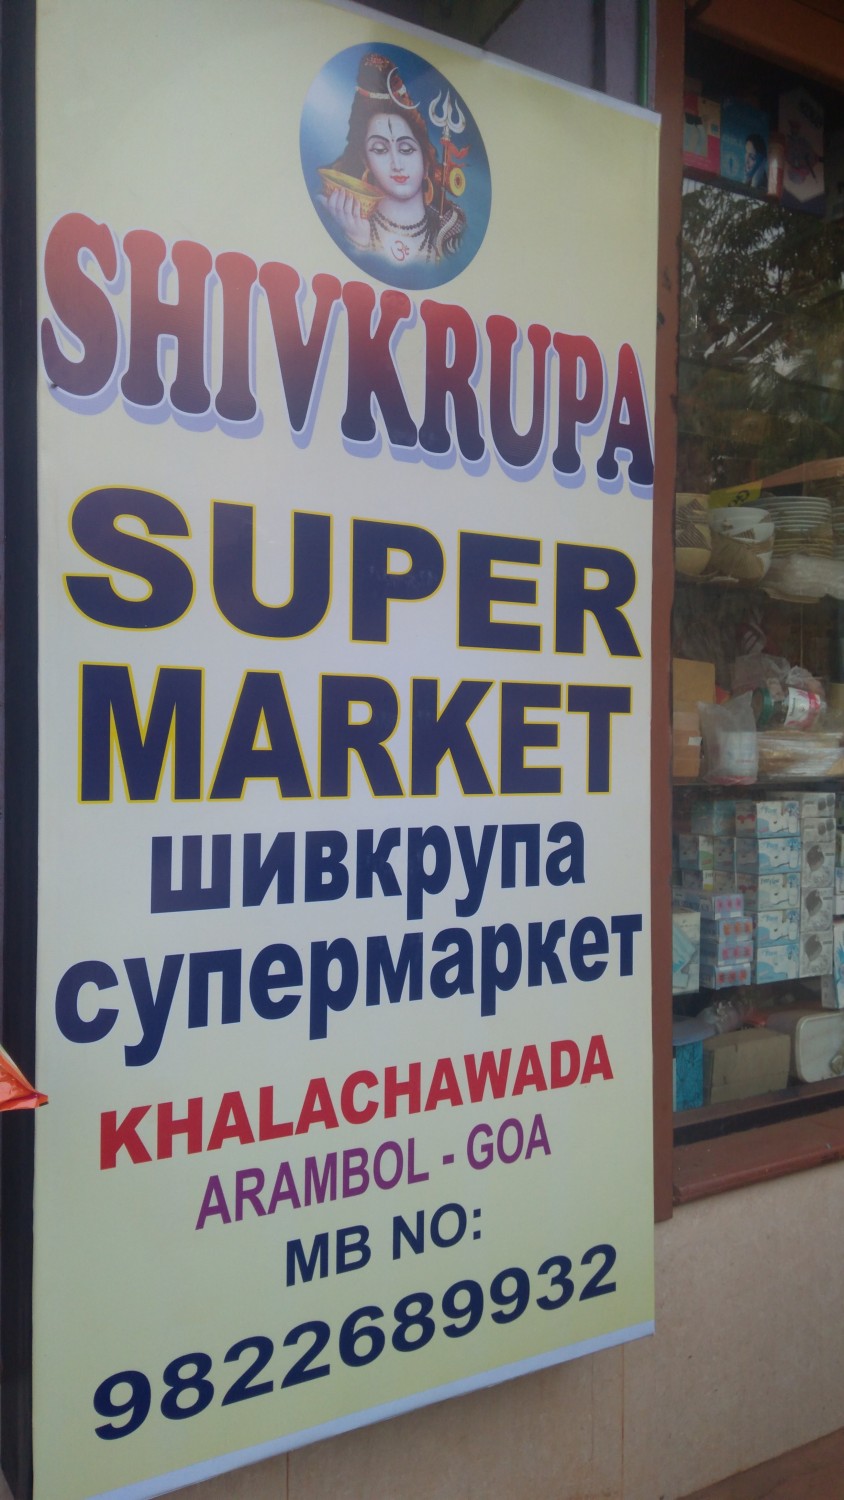 SHIVKRUPA
SUPER
MARKET
шивкрупа
супермаркет
KHALACHAWADA
ARAMBOL - GOA
MB NO:
9822689932